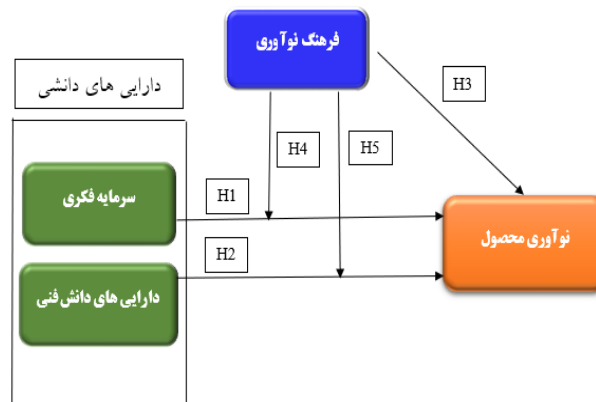 فرهنگ نوآوری
دارایی های دانشی
H3
H4
H5
سرمایه فکری
H1
نوآوری محصول
H2
دارایی های دانش فنی